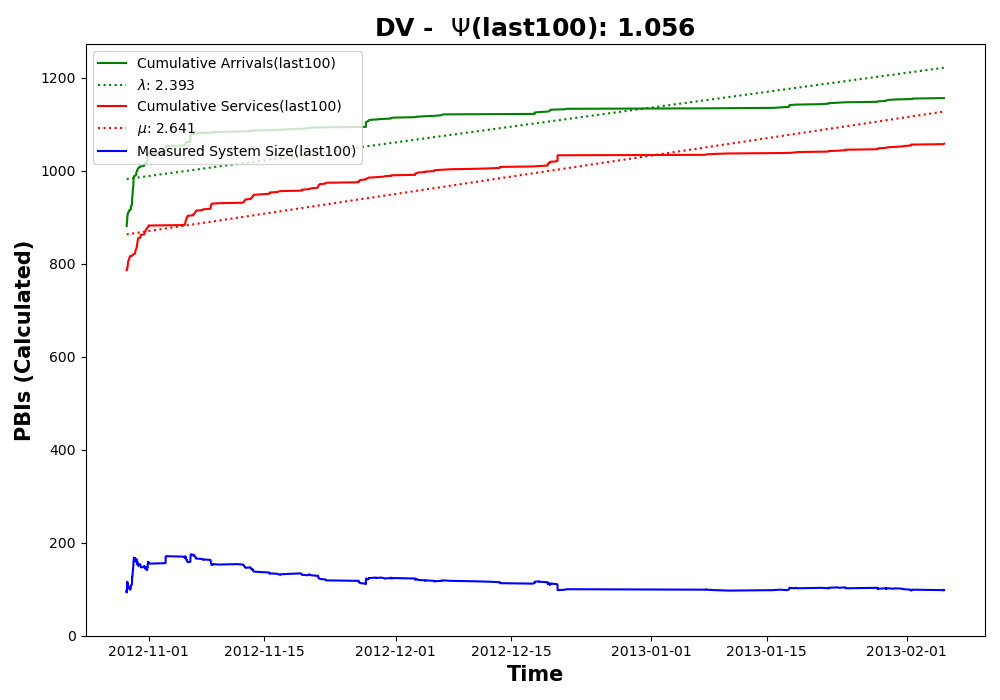 DV - Ψ(last100): 1.056
Cumulative Arrivals(last100)
λ: 2.393
Cumulative Services(last100)
μ: 2.641
Measured System Size(last100)
PBIs (Calculated)
1200
1000
800
600
400
200
0
2012-11-01 2012-11-15 2012-12-01 2012-12-15 2013-01-01 2013-01-15 2013-02-01
Time